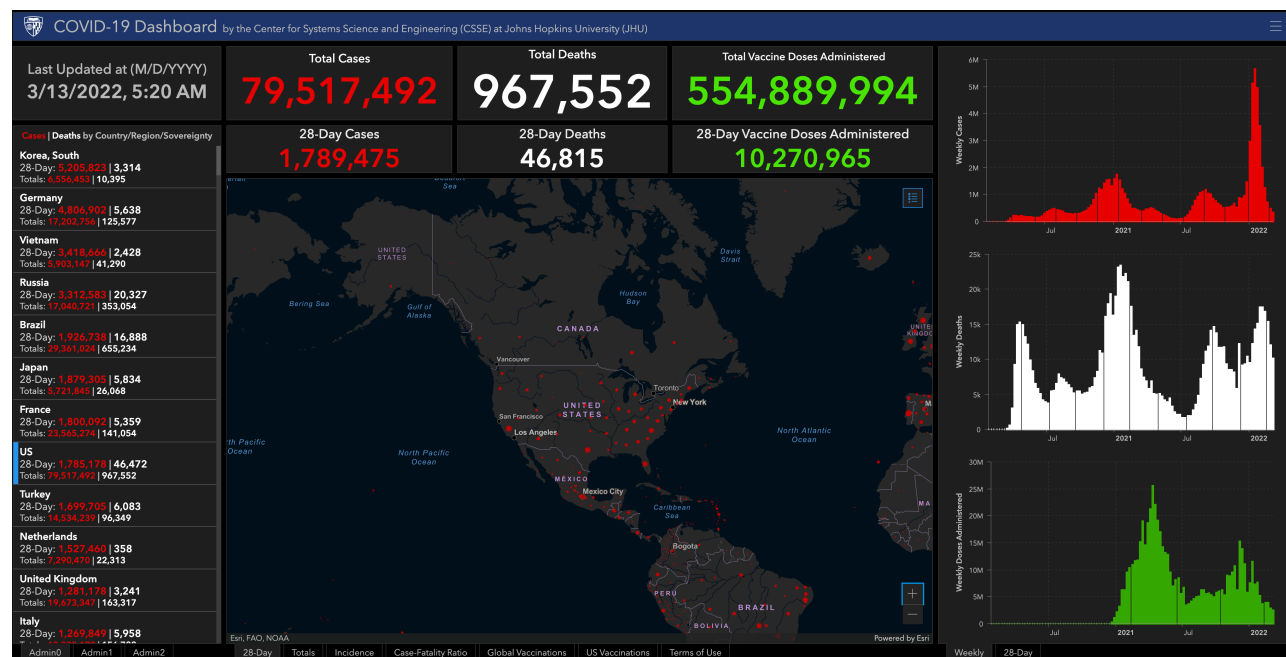 COVID-19 Dashboard by the Center for Systems Science and Engineering (CSSE) at Johns Hopkins University (JHU)
Last Updated at (M/D/YYYY)
3/13/2022, 5:20 AM
Cases | Deaths by Country/Region/Sovereignty
Korea, South
28-Day: 5,205,823 | 3,314
Totals: 6,556,453 | 10,395
Germany
28-Day: 4,806,902 | 5,638
Totals: 17,202,756 | 125,577
Vietnam
28-Day: 3,418,666 | 2,428
Totals: 5,903,147 | 41,290
Russia
28-Day: 3,312,583 | 20,327
Totals: 17,040,721 | 353,054
Brazil
28-Day: 1,926,738 | 16,888
Totals: 29,361,024 | 655,234
Japan
28-Day: 1,879,305 | 5,834
Totals: 5,721,845 | 26,068
France
28-Day: 1,800,092 | 5,359
Totals: 23,565,274 | 141,054
US
28-Day: 1,785,178 | 46,472
Totals: 79,517,492 | 967,552
Turkey
28-Day: 1,699,705 | 6,083
Totals: 14,534,239 | 96,349
Netherlands
28-Day: 1,527,460 | 358
Totals: 7,290,470 | 22,313
United Kingdom
28-Day: 1,281,178 | 3,241
Totals: 19,673,347 | 163,317
Italy
28-Day: 1,269,849 | 5,958
Admin0 Admin1 Admin2
Total Cases
79,517,492
Total Deaths
967,552
Total Vaccine Doses Administered
554,889,994
28-Day Cases
1,789,475
28-Day Deaths
46,815
28-Day Vaccine Doses Administered
10,270,965
Sea
UNITED
STATES
Davis
Strait
Bering Sea
Gulf of
Alaska
Hudson
Bay
CANADA
UNITE
KINGDO
Vancouver
Toronto
UNITED
STATES
New York
San Francisco
Los Angeles
M
th Pacific
Ocean
North Pacific
Ocean
North Atlantic
Ocean
MÉXICO
Mexico City
Caribbean
Sea
MA
Bogota
PERU
BRAZIL
BOLIVIA
+
−
Esri, FAO, NOAA
Powered by Esri
28-Day Totals Incidence Case-Fatality Ratio Global Vaccinations US Vaccinations Terms of Use
Weekly Cases
6M
5M
4M
3M
2M
1M
0
Jul 2021 Jul 2022
Weekly Deaths
25k
20k
15k
10k
5k
0
Jul 2021 Jul 2022
Weekly Doses Administered
30M
25M
20M
15M
10M
5M
0
Jul 2021 Jul 2022
Weekly 28-Day